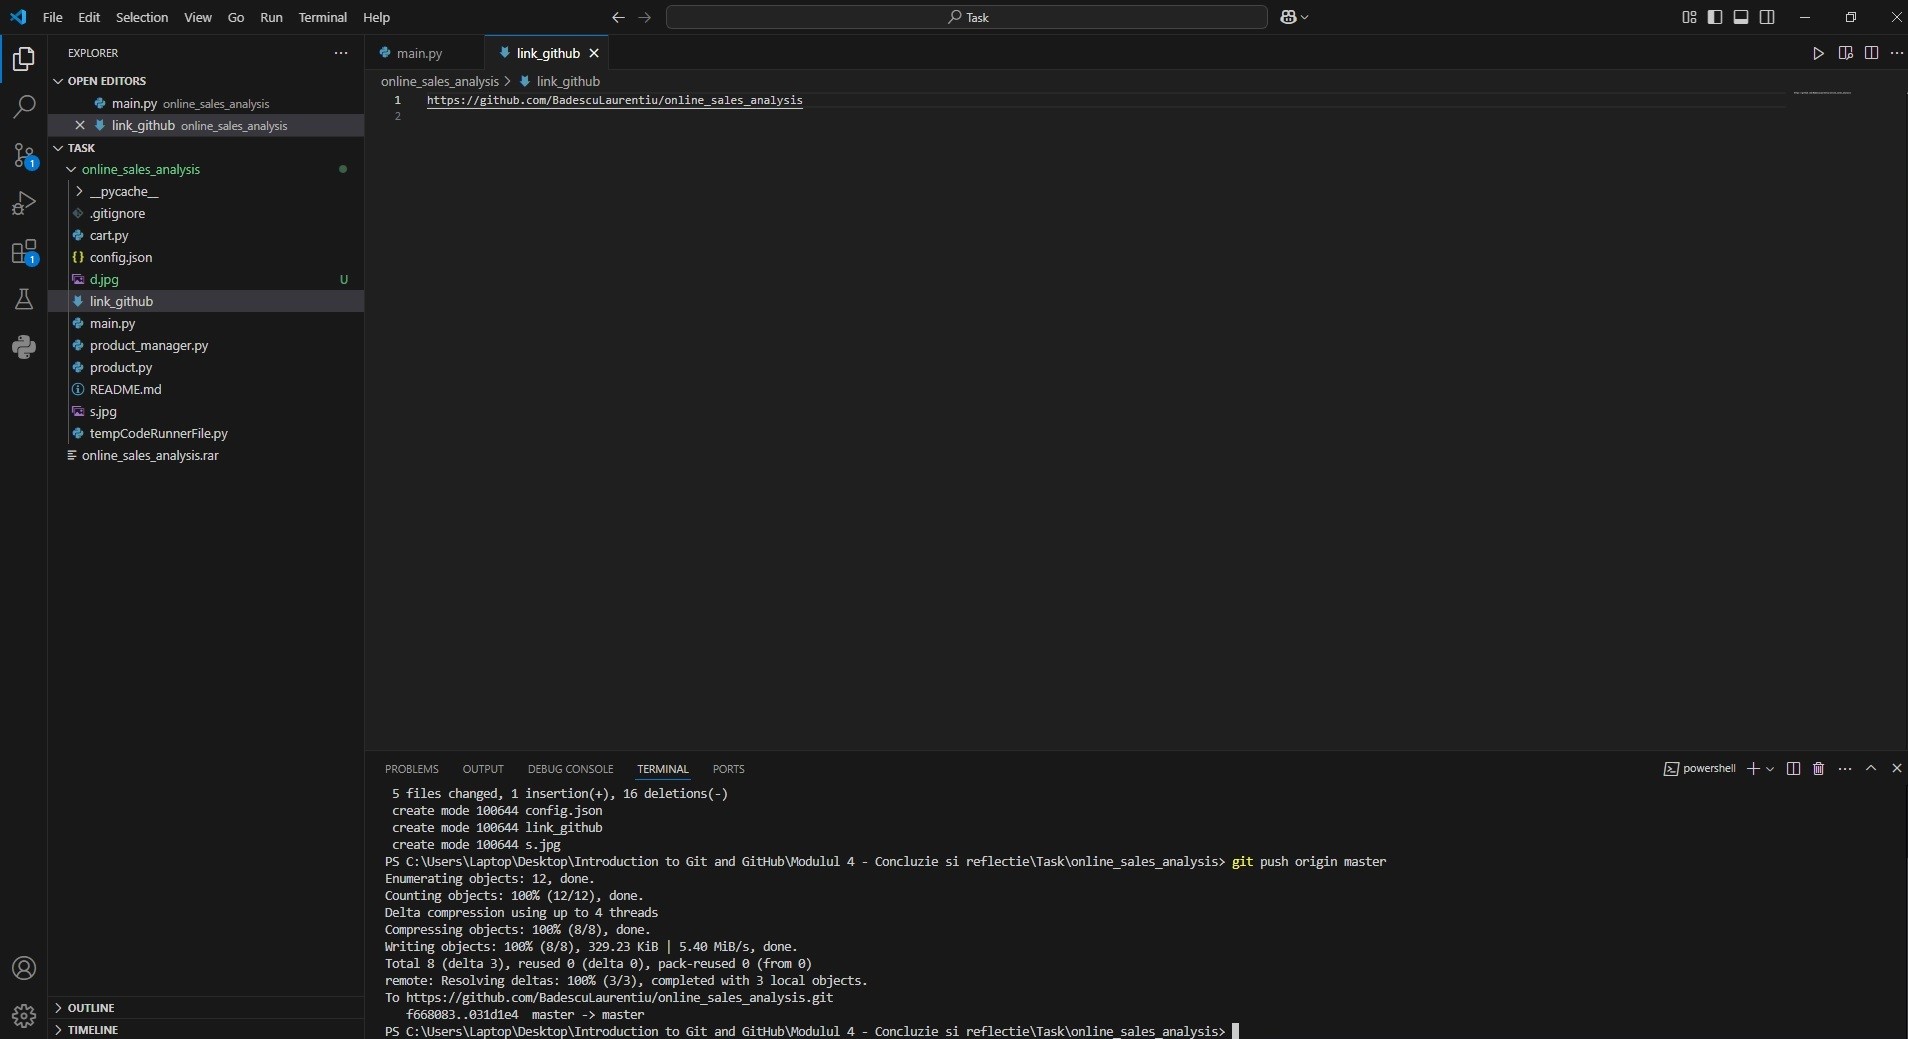 File Edit Selection View Go Run Terminal Help
Task
EXPLORER
OPEN EDITORS
main.py online_sales_analysis
link_github online_sales_analysis
TASK
online_sales_analysis
__pycache__
.gitignore
cart.py
config.json
d.jpg U
link_github
main.py
product_manager.py
product.py
README.md
s.jpg
tempCodeRunnerFile.py
online_sales_analysis.rar
OUTLINE
TIMELINE
1
1
main.py link_github
online_sales_analysis > link_github
1 https://github.com/BadescuLaurentiu/online_sales_analysis
2
PROBLEMS OUTPUT DEBUG CONSOLE TERMINAL PORTS
powershell
5 files changed, 1 insertion(+), 16 deletions(-)
create mode 100644 config.json
create mode 100644 link_github
create mode 100644 s.jpg
PS C:\Users\Laptop\Desktop\Introduction to Git and GitHub\Modulul 4 - Concluzie si reflectie\Task\online_sales_analysis> git push origin master
Enumerating objects: 12, done.
Counting objects: 100% (12/12), done.
Delta compression using up to 4 threads
Compressing objects: 100% (8/8), done.
Writing objects: 100% (8/8), 329.23 KiB | 5.40 MiB/s, done.
Total 8 (delta 3), reused 0 (delta 0), pack-reused 0 (from 0)
remote: Resolving deltas: 100% (3/3), completed with 3 local objects.
To https://github.com/BadescuLaurentiu/online_sales_analysis.git
f668083..031d1e4 master -> master
PS C:\Users\Laptop\Desktop\Introduction to Git and GitHub\Modulul 4 - Concluzie si reflectie\Task\online_sales_analysis>